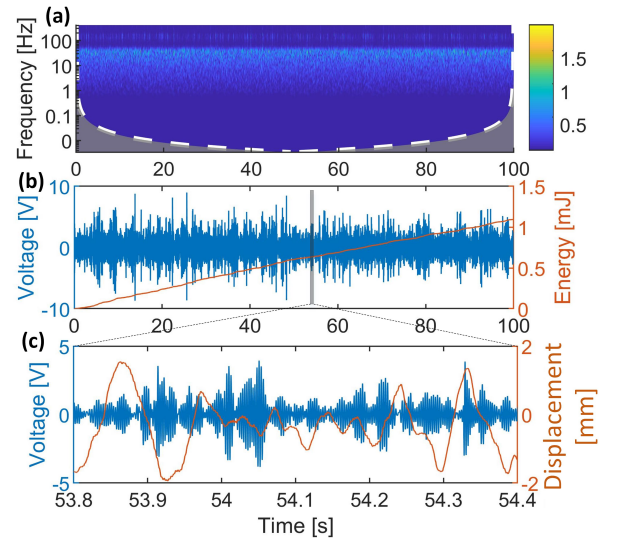 (a)
Frequency [Hz]
100
10
1
0.1
0
0 20 40 60 80 100
1.5
1
0.5
(b)
Voltage [V]
10
0
-10
0 20 40 60 80 100
1.5
1
0.5
0
Energy [mJ]
(c)
Voltage [V]
5
0
-5
53.8 53.9 54 54.1 54.2 54.3 54.4
2
0
-2
Displacement
[mm]
Time [s]